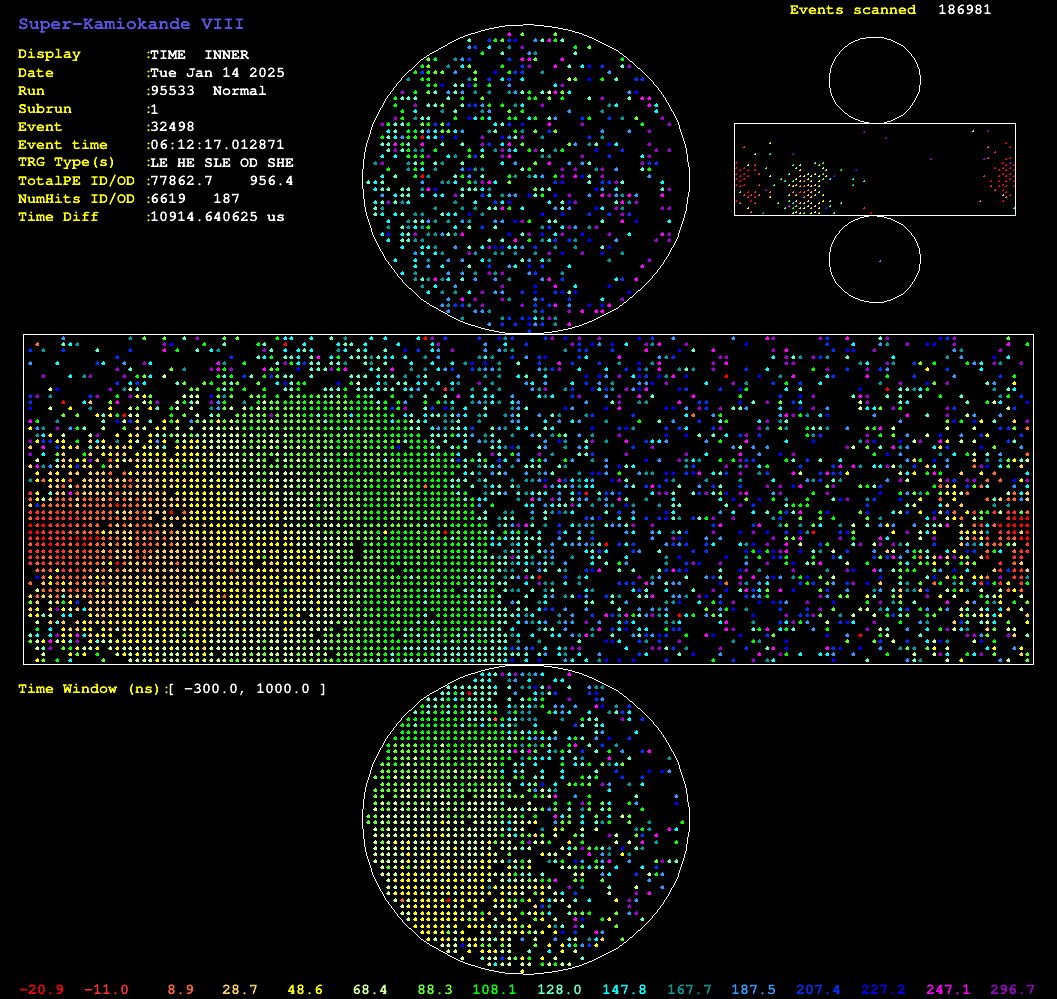 Super-Kamiokande VIII
Events scanned 186981
Display :TIME INNER
Date :Tue Jan 14 2025
Run :95533 Normal
Subrun :1
Event :32498
Event time :06:12:17.012871
TRG Type(s) :LE HE SLE OD SHE
TotalPE ID/OD :77862.7 956.4
NumHits ID/OD :6619 187
Time Diff :10914.640625 us
Time Window (ns):[ -300.0, 1000.0 ]
-20.9 -11.0 8.9 28.7 48.6 68.4 88.3 108.1 128.0 147.8 167.7 187.5 207.4 227.2 247.1 296.7